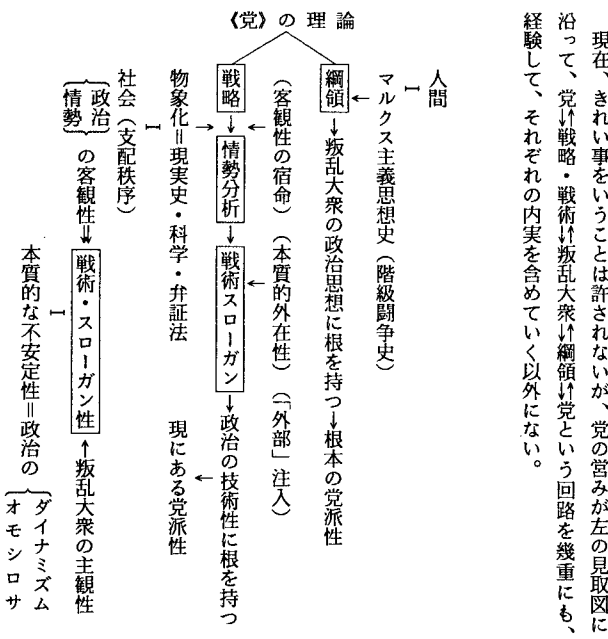 現在、きれい事をいうことは許されないが、党の営みが左の見取図に
沿って、党⇅戦略・戦術⇅叛乱大衆⇅綱領⇅党という回路を幾重にも、
経験して、それぞれの内実を含めていく以外にない。
《党》の理論
人間
マルクス主義思想史（階級闘争史）
綱領→叛乱大衆の政治思想に根を持つ→根本の党派性
（客観性の宿命）（本質的外在性）（「外部」注入）
戦略→情勢分析→戦術スローガン→政治の技術性に根を持つ
物象化＝現実史・科学・弁証法
現にある党派性
社会（支配秩序）
政治
情勢
の客観性⇒戦術・スローガン性←叛乱大衆の主観性
本質的な不安定性＝政治の
ダイナミズム
オモシロサ